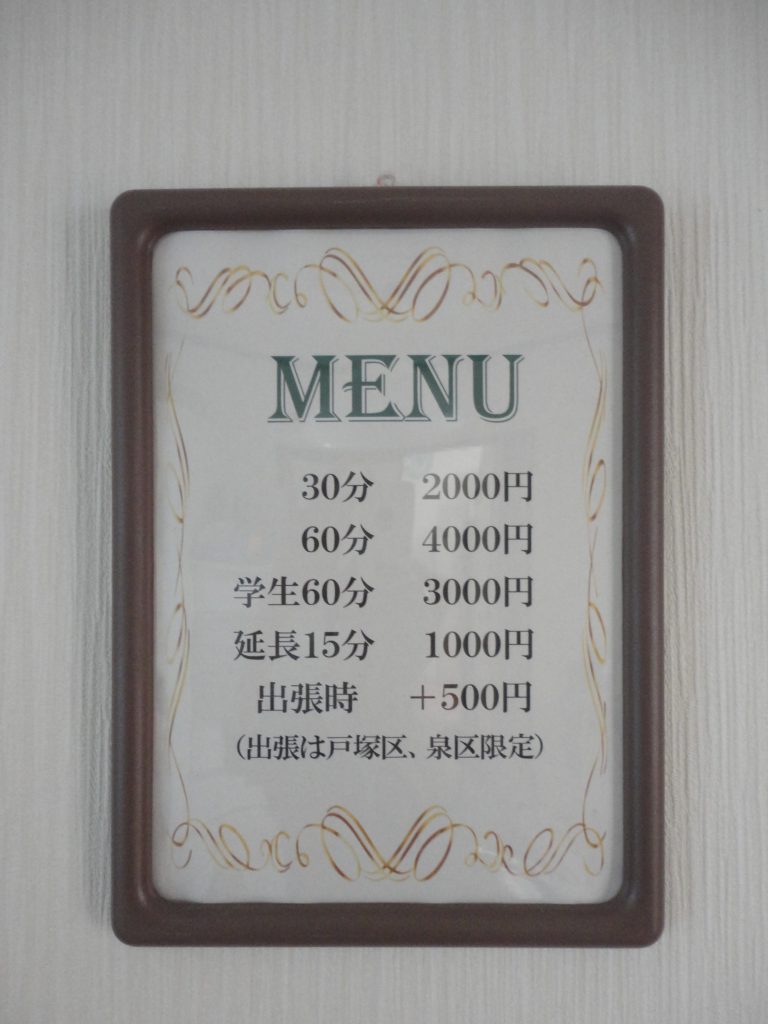 MENU
30分 2000円
60分 4000円
学生60分 3000円
延長15分 1000円
出張時 +500円
（出張は戸塚区、泉区限定）